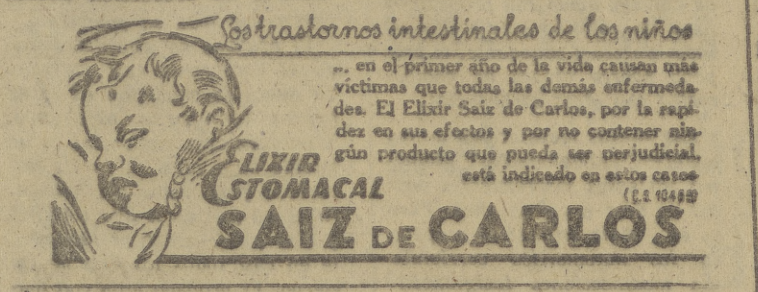 Los trastornos intestinales de los niños
... en el primer año de la vida causan más
víctimas que todas las demás enfermeda-
des. El Elixir Saiz de Carlos, por la rapi-
dez en sus efectos y por no contener nin-
gún producto que pueda ser perjudicial,
está indicado en estos casos
(C.S. 10466)
ELIXIR
ESTOMACAL
SAIZ DE CARLOS